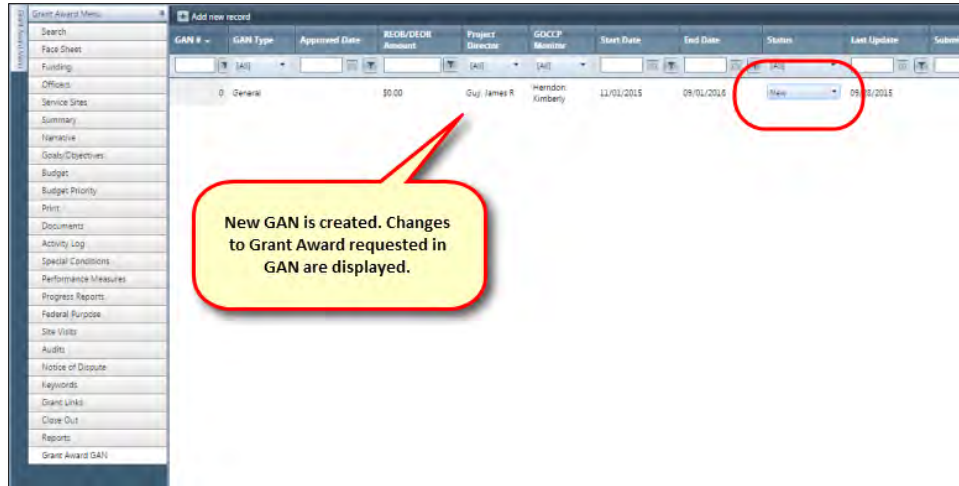 Grant Award Menu
Search
Face Sheet
Funding
Officers
Service Sites
Summary
Narrative
Goals/Objectives
Budget
Budget Priority
Print
Documents
Activity Log
Special Conditions
Performance Measures
Progress Reports
Federal Purpose
Site Visits
Audits
Notice of Dispute
Keywords
Grant Links
Close Out
Reports
Grant Award GAN
Add new record
GAN # GAN Type Approved Date REOB/DEOB Amount Project Director GOCCP Monitor Start Date End Date Status Last Update Submi
[All] [All] [All] [All]
0 General $0.00 Guy, James R Herndon Kimberly 11/01/2015 09/01/2016 New /2015
New GAN is created. Changes
to Grant Award requested in
GAN are displayed.